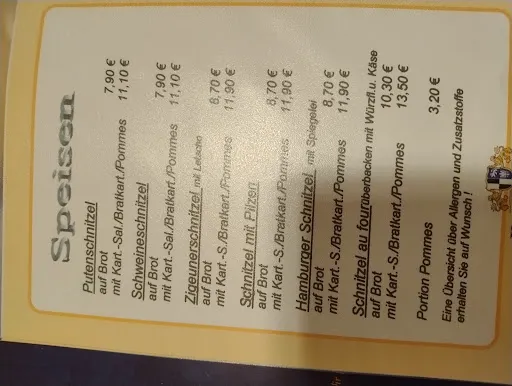 Speisen
Putenschnitzel
auf Brot 7,90 €
mit Kart.-Sal./Bratkart./Pommes 11,10 €
Schweineschnitzel
auf Brot 7,90 €
mit Kart.-Sal./Bratkart./Pommes 11,10 €
Zigeunerschnitzel mit Letscho
auf Brot 8,70 €
mit Kart.-S./Bratkart./Pommes 11,90 €
Schnitzel mit Pilzen
auf Brot 8,70 €
mit Kart.-S./Bratkart./Pommes 11,90 €
Hamburger Schnitzel mit Spiegelei
auf Brot 8,70 €
mit Kart.-S./Bratkart./Pommes 11,90 €
Schnitzel au four überbacken mit Würzfl.u. Käse
auf Brot 10,30 €
mit Kart.-S./Bratkart./Pommes 13,50 €
Portion Pommes 3,20 €
Eine Übersicht über Allergen und Zusatzstoffe
erhalten Sie auf Wunsch !